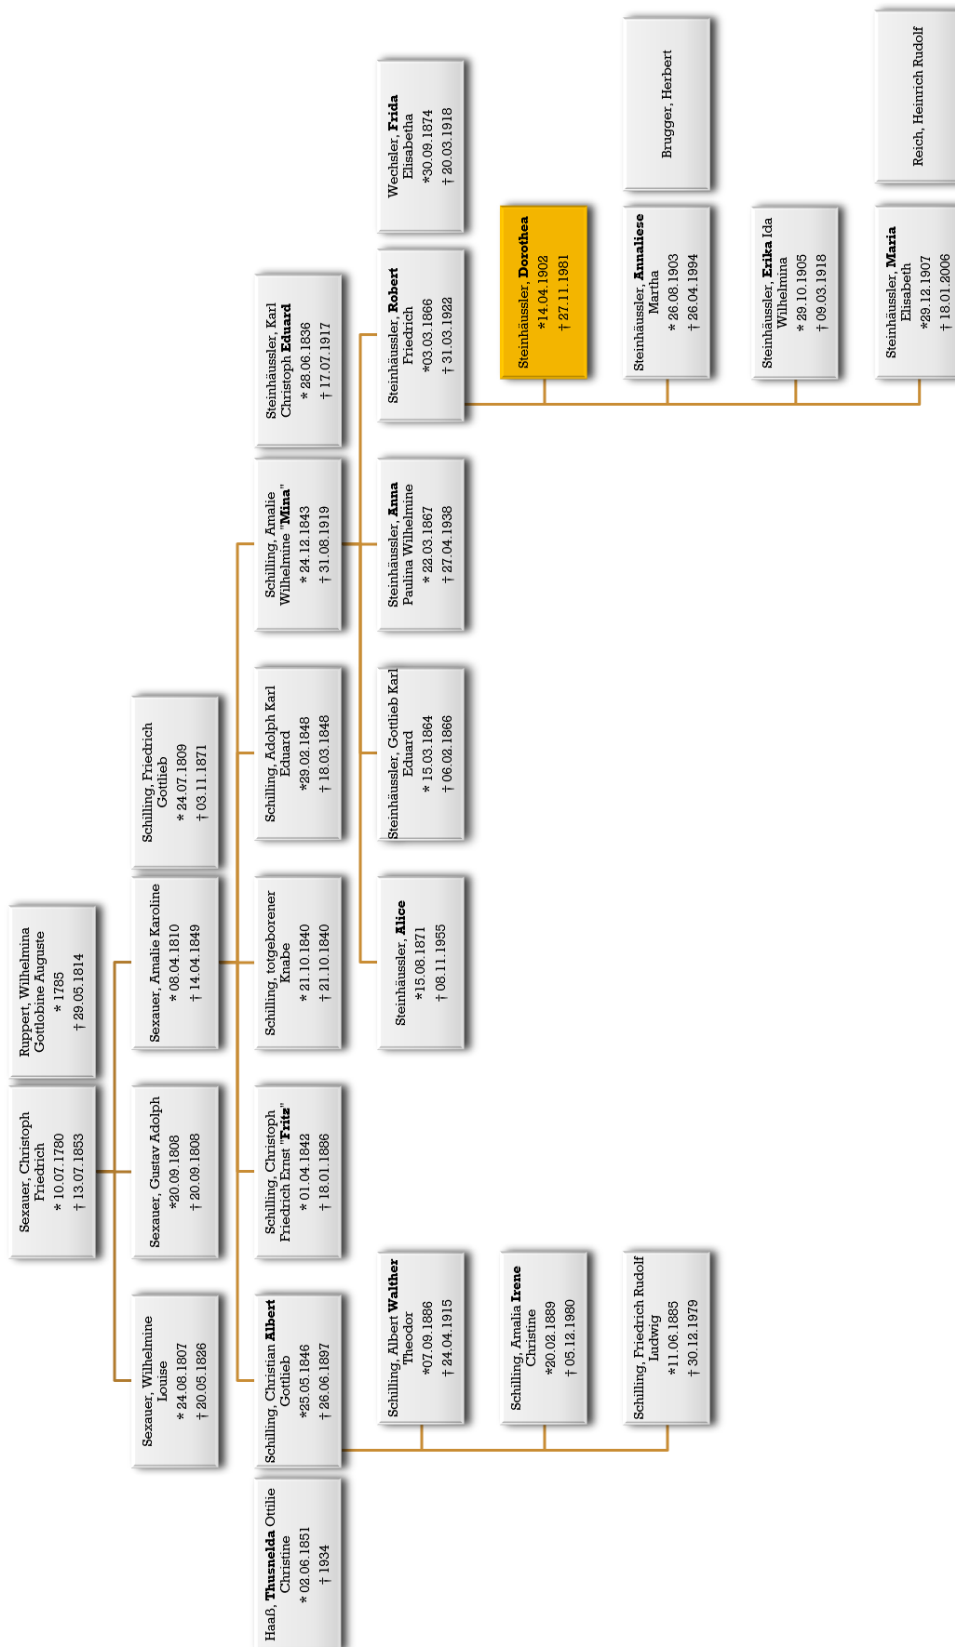 Sexauer, Christoph
Friedrich
* 10.07.1780
† 13.07.1853
Ruppert, Wilhelmina
Gottlobine Auguste
* 1785
† 29.05.1814
Sexauer, Wilhelmine
Louise
* 24.08.1807
† 20.05.1826
Sexauer, Gustav Adolph
*20.09.1808
† 20.09.1808
Sexauer, Amalie Karoline
* 08.04.1810
† 14.04.1849
Schilling, Friedrich
Gottlieb
* 24.07.1809
† 03.11.1871
Haaß, Thusnelda Ottilie
Christine
* 02.06.1851
† 1934
Schilling, Christian Albert
Gottlieb
*25.05.1846
† 26.06.1897
Schilling, Christoph
Friedrich Ernst "Fritz"
* 01.04.1842
† 18.01.1886
Schilling, totgeborener
Knabe
* 21.10.1840
† 21.10.1840
Schilling, Adolph Karl
Eduard
*29.02.1848
† 18.03.1848
Schilling, Amalie
Wilhelmine "Mina"
* 24.12.1843
† 31.08.1919
Steinhäussler, Karl
Christoph Eduard
* 28.06.1836
† 17.07.1917
Schilling, Albert Walther
Theodor
*07.09.1886
† 24.04.1915
Steinhäussler, Alice
*15.08.1871
† 08.11.1955
Steinhäussler, Gottlieb Karl
Eduard
* 15.03.1864
† 06.02.1866
Steinhäussler, Anna
Paulina Wilhelmine
* 22.03.1867
† 27.04.1938
Steinhäussler, Robert
Friedrich
*03.03.1866
† 31.03.1922
Wechsler, Frida
Elisabetha
*30.09.1874
† 20.03.1918
Schilling, Amalia Irene
Christine
*20.02.1889
† 05.12.1980
Steinhäussler, Dorothea
*14.04.1902
† 27.11.1981
Schilling, Friedrich Rudolf
Ludwig
*11.06.1885
† 30.12.1979
Steinhäussler, Annaliese
Martha
* 26.08.1903
† 26.04.1994
Brugger, Herbert
Steinhäussler, Erika Ida
Wilhelmina
* 29.10.1905
† 09.03.1918
Steinhäussler, Maria
Elisabeth
*29.12.1907
† 18.01.2006
Reich, Heinrich Rudolf